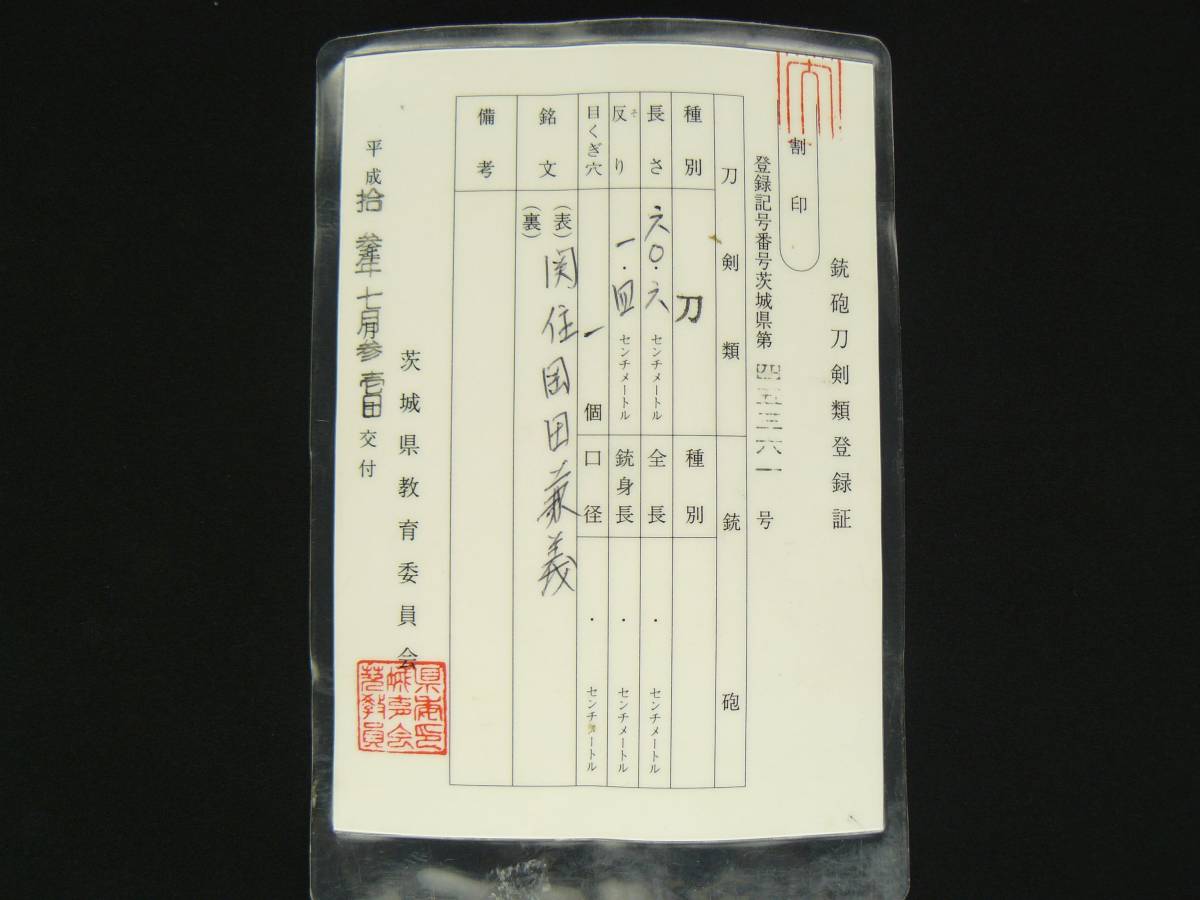 銃砲刀剣類登録証
割印
登録記号番号茨城県第四五三六一号
刀剣類
銃砲
種別
刀
種別
長さ
六〇.六センチメートル
全長
.センチメートル
反り
そ
一.四センチメートル
銃身長
.センチメートル
目くぎ穴
一個
口径
.センチメートル
銘文
(表)
(裏)
関住岡田兼義
備考
茨城県教育委員会
平成拾参年七月参壱日交付